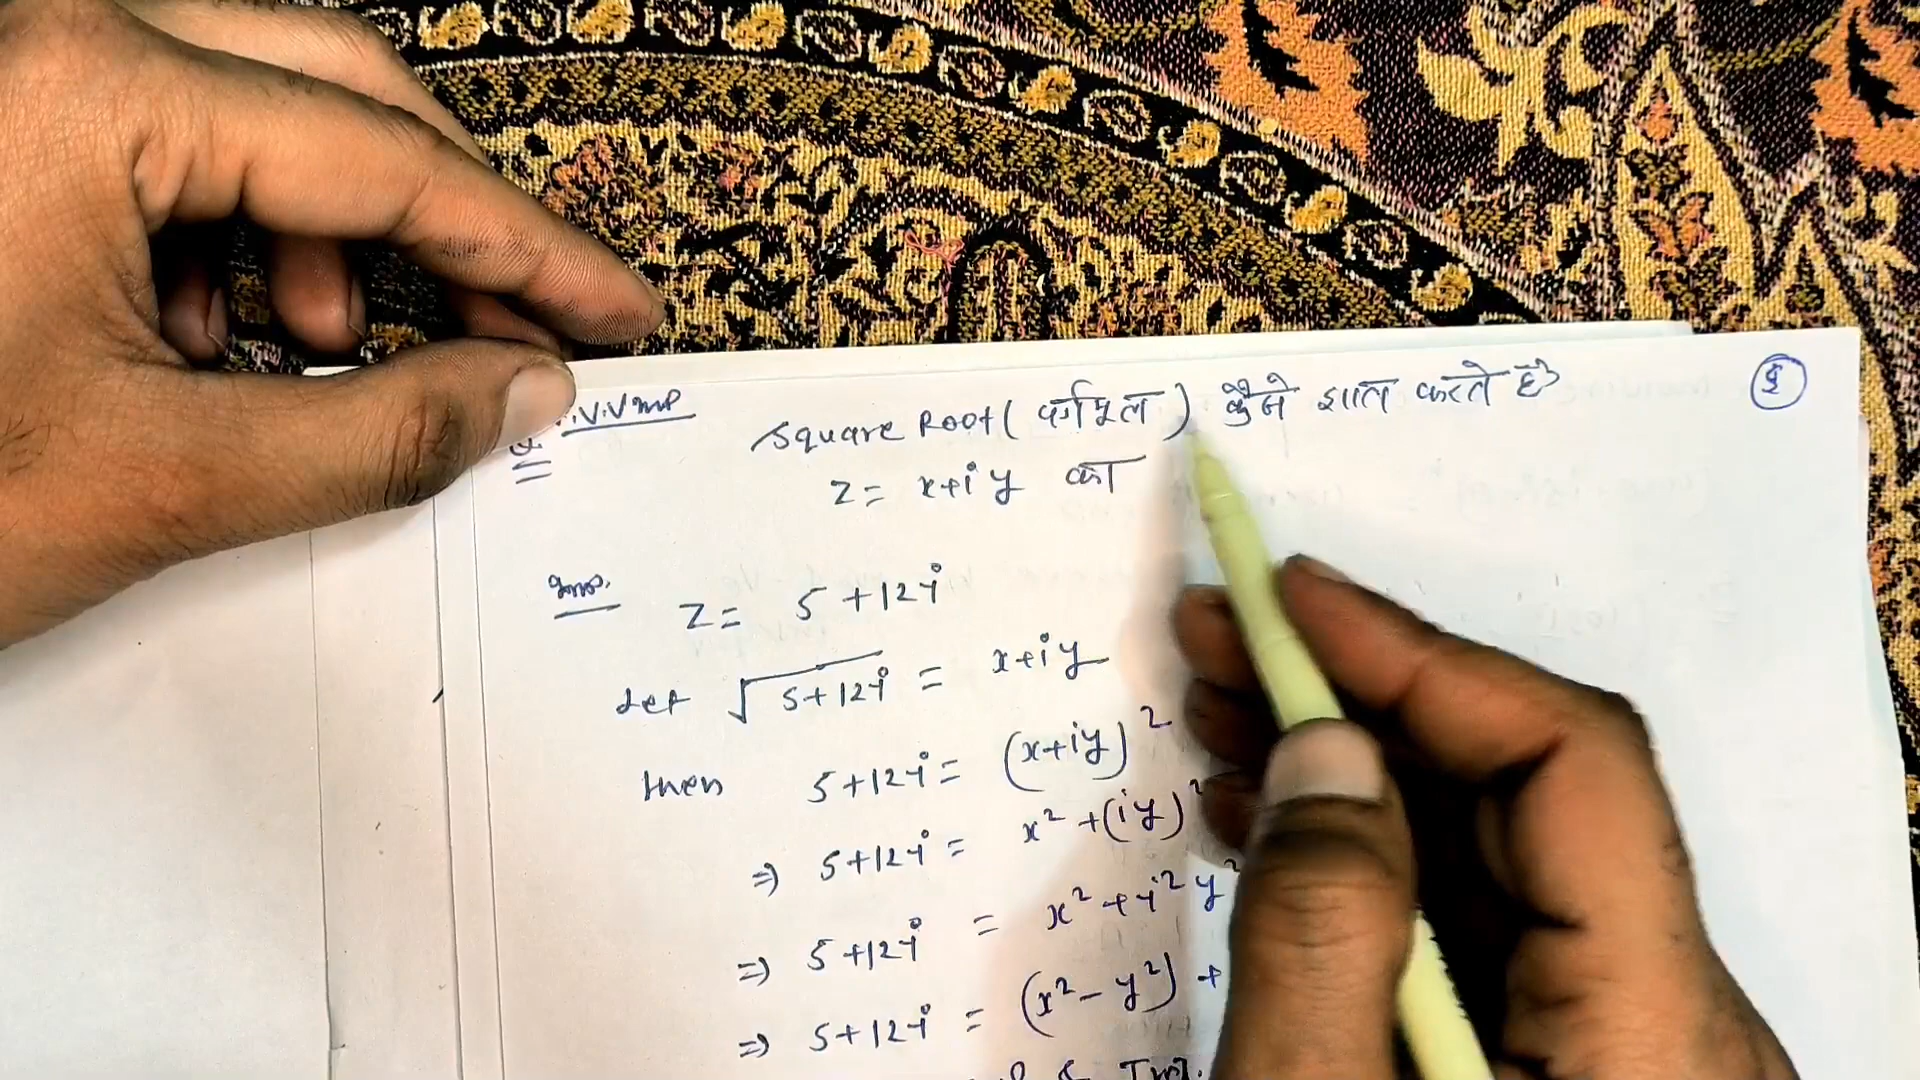 V.V.V imp
Square Root ( वर्गमूल ) कैसे ज्ञात करते है
z = x+iy का
Ans. z = 5+12i
Let √5+12i = x+iy
then 5+12i = (x+iy)²
⇒ 5+12i = x² + (iy)²
⇒ 5+12i = x² + i²y²
⇒ 5+12i = (x² - y²) +